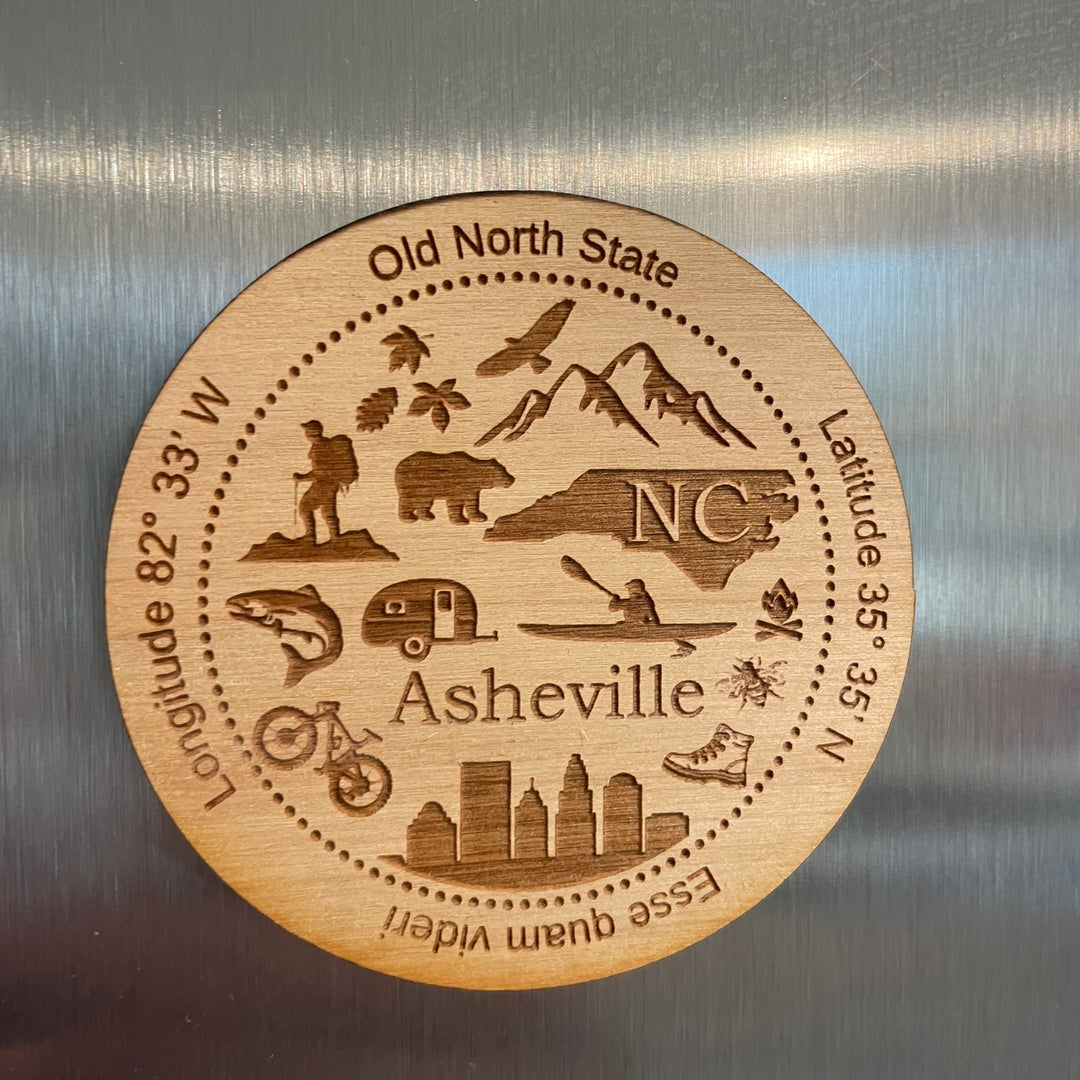 Old North State
Latitude 35° 35' N
Esse quam videri
Longitude 82° 33' W
NC
Asheville